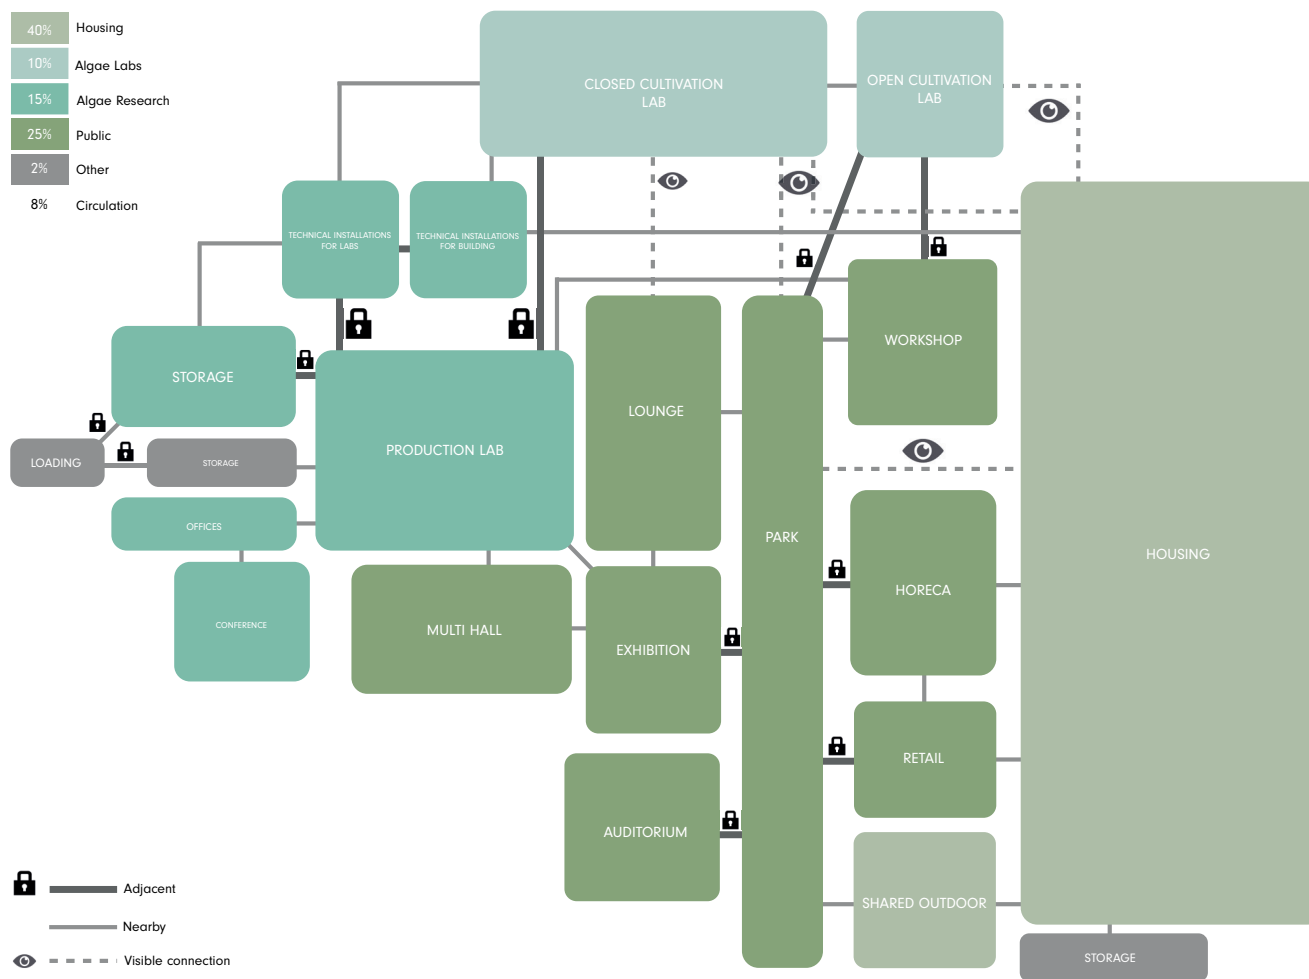 40% Housing
10% Algae Labs
15% Algae Research
25% Public
2% Other
8% Circulation
CLOSED CULTIVATION
LAB
OPEN CULTIVATION
LAB
TECHNICAL INSTALLATIONS
FOR LABS
TECHNICAL INSTALLATIONS
FOR BUILDING
STORAGE
WORKSHOP
LOUNGE
PRODUCTION LAB
LOADING
STORAGE
OFFICES
PARK
HOUSING
HORECA
CONFERENCE
MULTI HALL
EXHIBITION
RETAIL
AUDITORIUM
SHARED OUTDOOR
STORAGE
Adjacent
Nearby
Visible connection